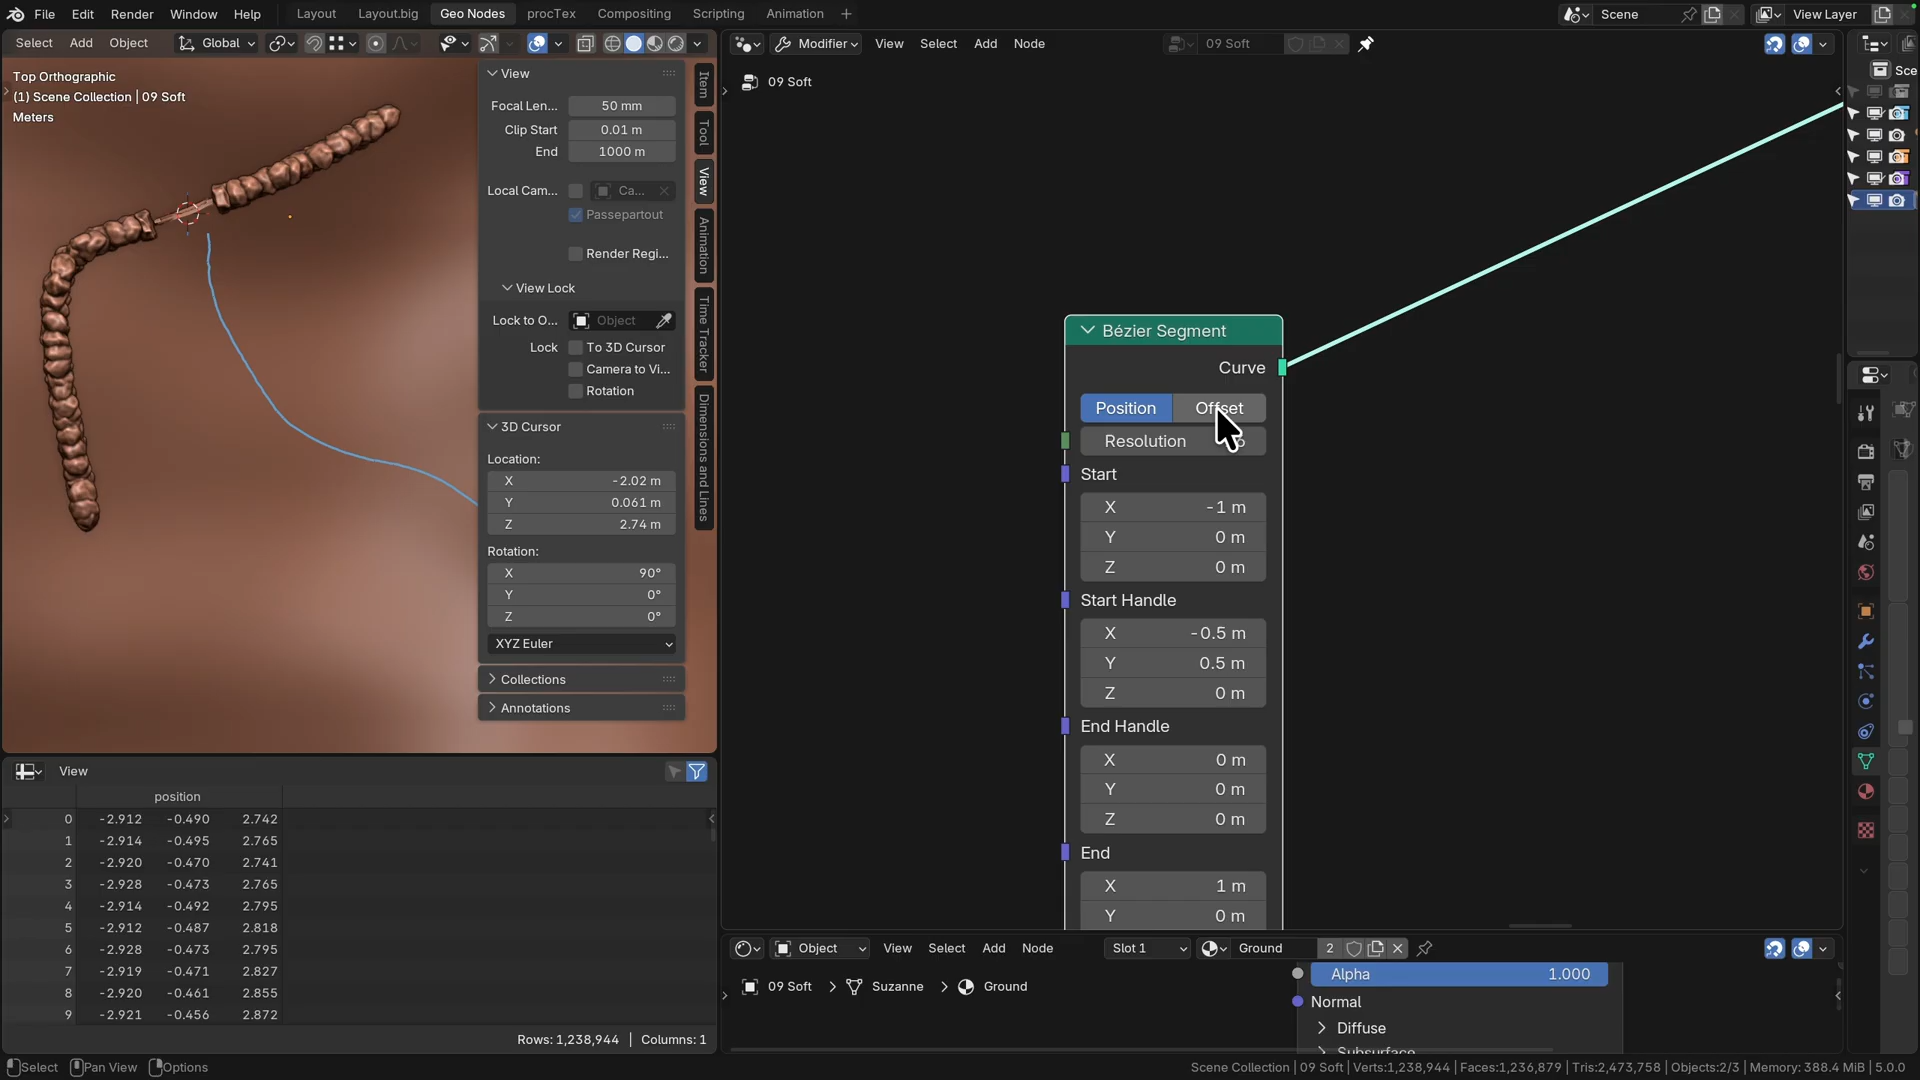 File Edit Render Window Help Layout Layout.big Geo Nodes procTex Compositing Scripting Animation + Scene View Layer
Select Add Object Global
Modifier View Select Add Node 09 Soft
Top Orthographic
(1) Scene Collection | 09 Soft
Meters
View
Focal Len... 50 mm
Clip Start 0.01 m
End 1000 m
Local Cam... Ca...
Passepartout
Render Regi...
View Lock
Lock to O... Object
Lock To 3D Cursor
Camera to Vi...
Rotation
3D Cursor
Location:
X -2.02 m
Y 0.061 m
Z 2.74 m
Rotation:
X 90°
Y 0°
Z 0°
XYZ Euler
Collections
Annotations
Item
Tool
View
Animation
Time Tracker
Dimensions and Lines
09 Soft
Sce
Bézier Segment
Curve
Position Offset
Resolution
Start
X -1 m
Y 0 m
Z 0 m
Start Handle
X -0.5 m
Y 0.5 m
Z 0 m
End Handle
X 0 m
Y 0 m
Z 0 m
End
X 1 m
Y 0 m
View
position
0 -2.912 -0.490 2.742
1 -2.914 -0.495 2.765
2 -2.920 -0.470 2.741
3 -2.928 -0.473 2.765
4 -2.914 -0.492 2.795
5 -2.912 -0.487 2.818
6 -2.928 -0.473 2.795
7 -2.919 -0.471 2.827
8 -2.920 -0.461 2.855
9 -2.921 -0.456 2.872
Rows: 1,238,944 | Columns: 1
Object View Select Add Node Slot 1 Ground 2
09 Soft > Suzanne > Ground
Alpha 1.000
Normal
Diffuse
Subsurface
Select Pan View Options
Scene Collection | 09 Soft | Verts:1,238,944 | Faces:1,236,879 | Tris:2,473,758 | Objects:2/3 | Memory: 388.4 MiB | 5.0.0